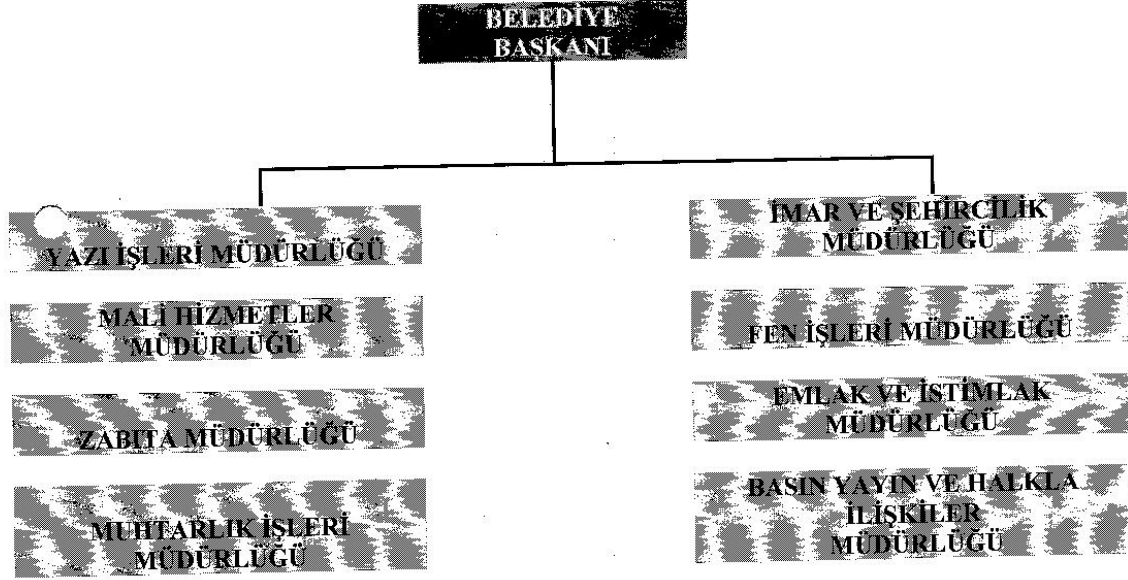 BELEDİYE
BAŞKANI
YAZI İŞLERİ MÜDÜRLÜĞÜ
MALİ HİZMETLER
MÜDÜRLÜĞÜ
ZABITA MÜDÜRLÜĞÜ
MUHTARLIK İŞLERİ
MÜDÜRLÜĞÜ
İMAR VE ŞEHİRCİLİK
MÜDÜRLÜĞÜ
FEN İŞLERİ MÜDÜRLÜĞÜ
EMLAK VE İSTİMLAK
MÜDÜRLÜĞÜ
BASIN YAYIN VE HALKLA
İLİŞKİLER
MÜDÜRLÜĞÜ